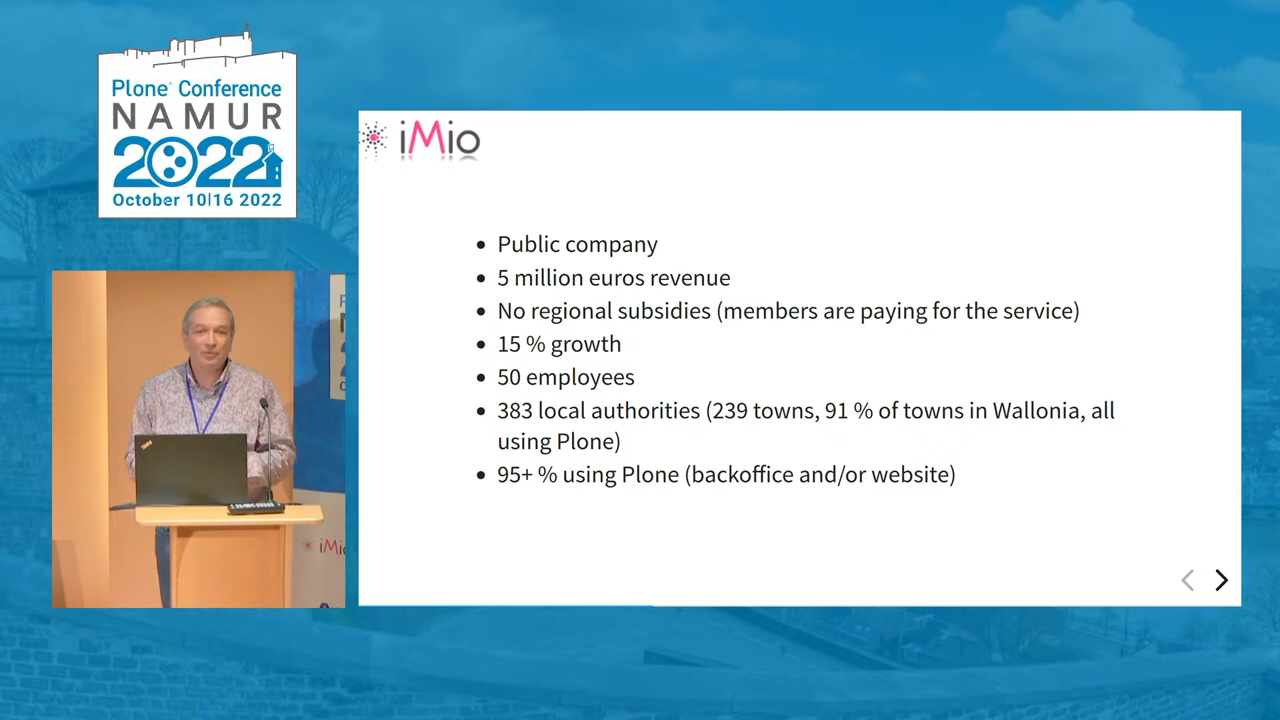 Plone® Conference
NAMUR
2022
October 10|16 2022
iMio
• Public company
• 5 million euros revenue
• No regional subsidies (members are paying for the service)
• 15 % growth
• 50 employees
• 383 local authorities (239 towns, 91 % of towns in Wallonia, all
using Plone)
• 95+ % using Plone (backoffice and/or website)
iMio